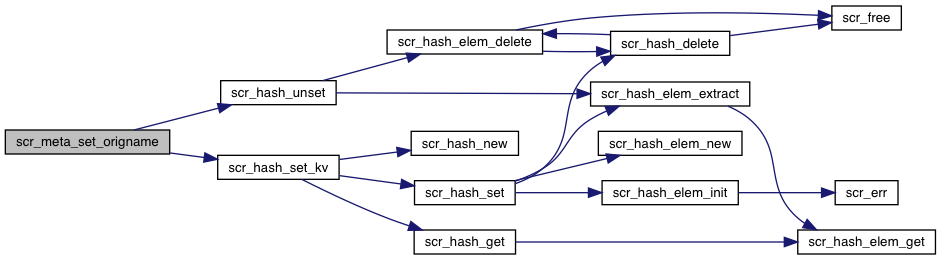 scr_free
scr_hash_elem_delete
scr_hash_delete
scr_hash_unset
scr_hash_elem_extract
scr_meta_set_origname
scr_hash_new
scr_hash_elem_new
scr_hash_set_kv
scr_hash_set
scr_hash_elem_init
scr_err
scr_hash_get
scr_hash_elem_get